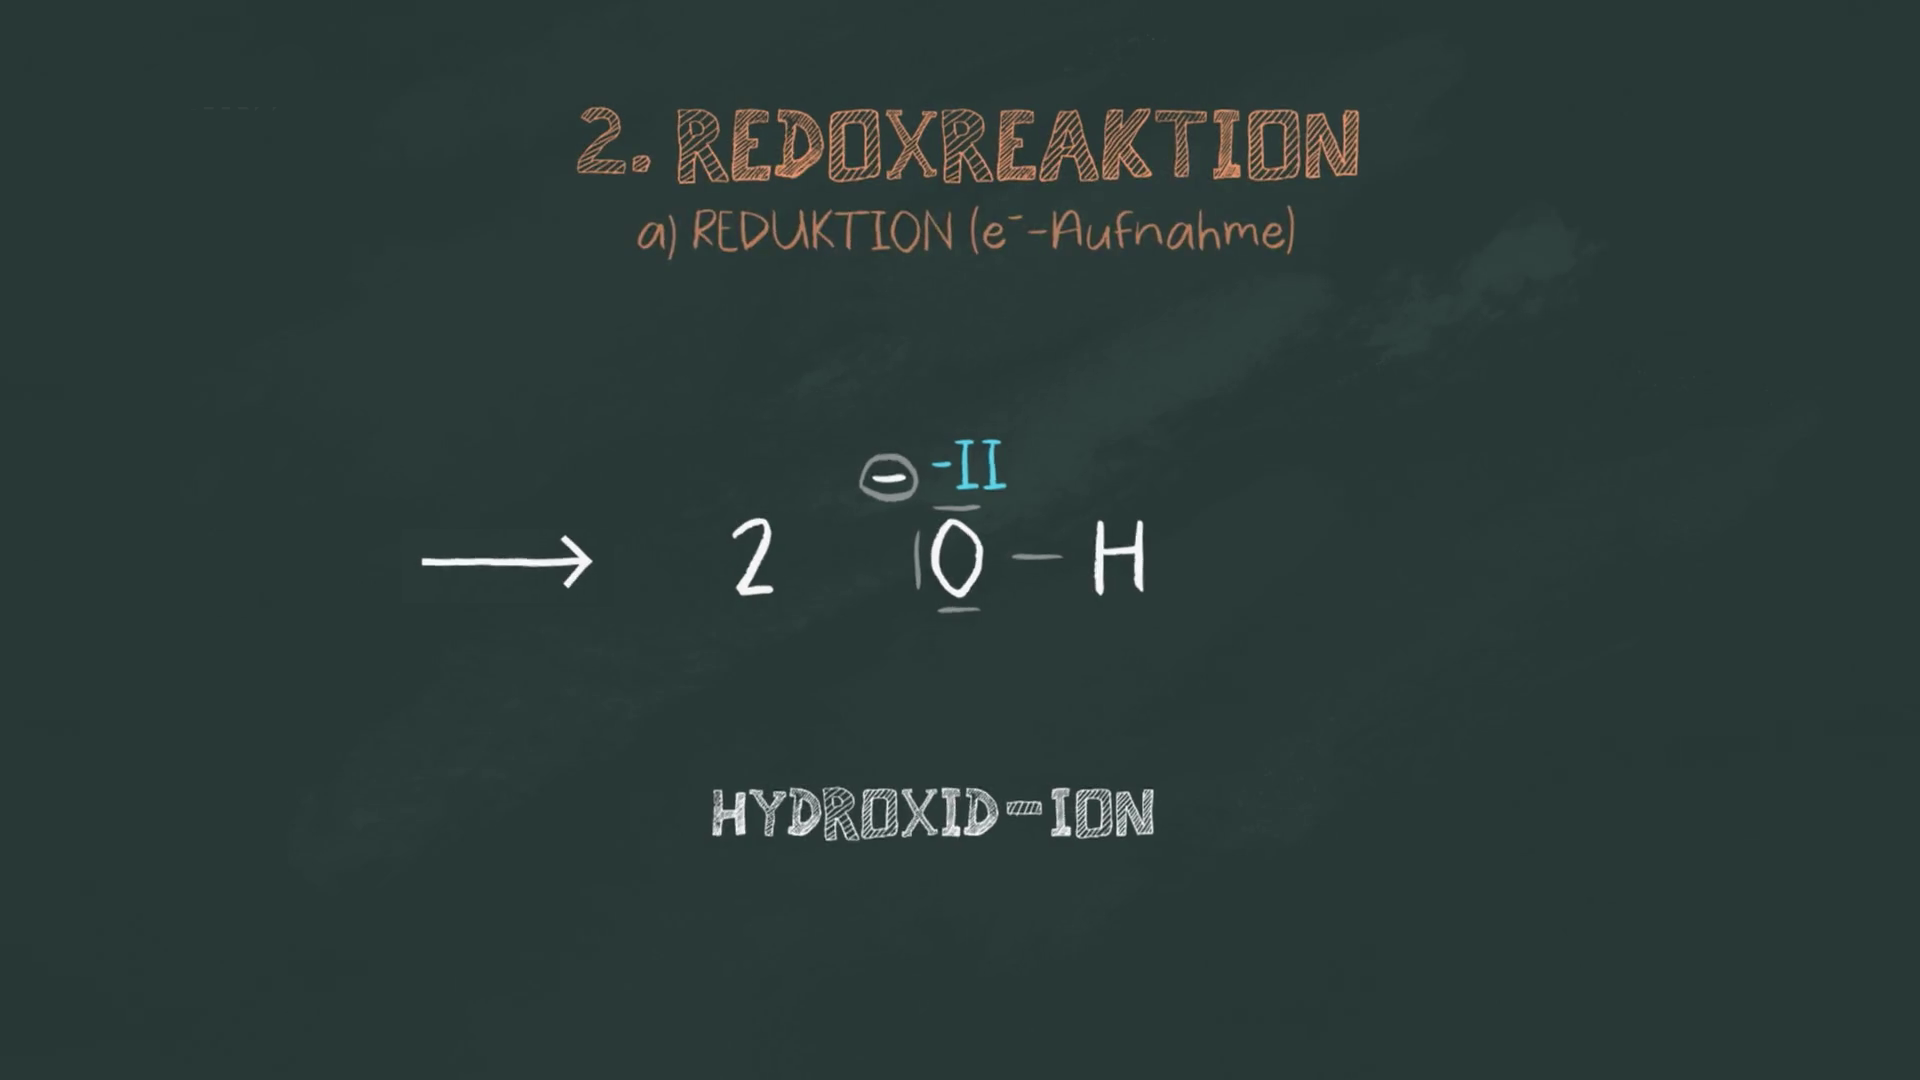 2. REDOXREAKTION
a) REDUKTION (e⁻-Aufnahme)
⊖ -II
→ 2 |O – H
HYDROXID-ION